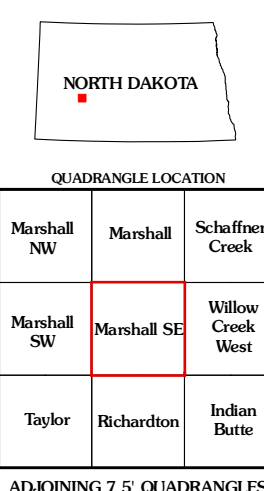 NORTH DAKOTA
QUADRANGLE LOCATION
Marshall
NW
Marshall
Schaffner
Creek
Marshall
SW
Marshall SE
Willow
Creek
West
Taylor
Richardton
Indian
Butte
ADJOINING 7.5' QUADRANGLES